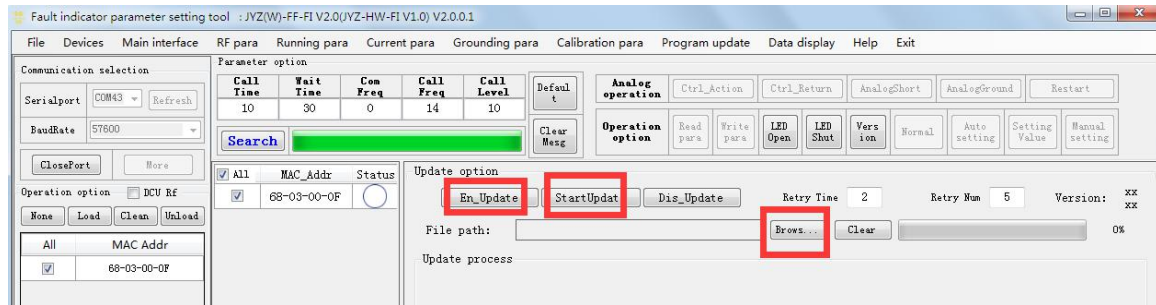 Fault indicator parameter setting tool : JYZ(W)-FF-FI V2.0(JYZ-HW-FI V1.0) V2.0.0.1
File Devices Main interface RF para Running para Current para Grounding para Calibration para Program update Data display Help Exit
Communication selection
Serialport COM43 Refresh
BaudRate 57600
ClosePort More
Operation option DCU Rf
None Load Clean Unload
All MAC Addr
68-03-00-0F
Parameter option
Call Time Wait Time Com Freq Call Freq Call Level
10 30 0 14 10
Defaul
t
Search
Clear
Mesg
Analog
operation
Ctrl_Action Ctrl_Return AnalogShort AnalogGround Restart
Operation
option
Read
para
Write
para
LED
Open
LED
Shut
Vers
ion
Normal
Auto
setting
Setting
Value
Manual
setting
All MAC_Addr Status
68-03-00-0F
Update option
En_Update StartUpdat Dis_Update Retry Time 2 Retry Num 5 Version: xx
xx
File path: Brows... Clear 0%
Update process